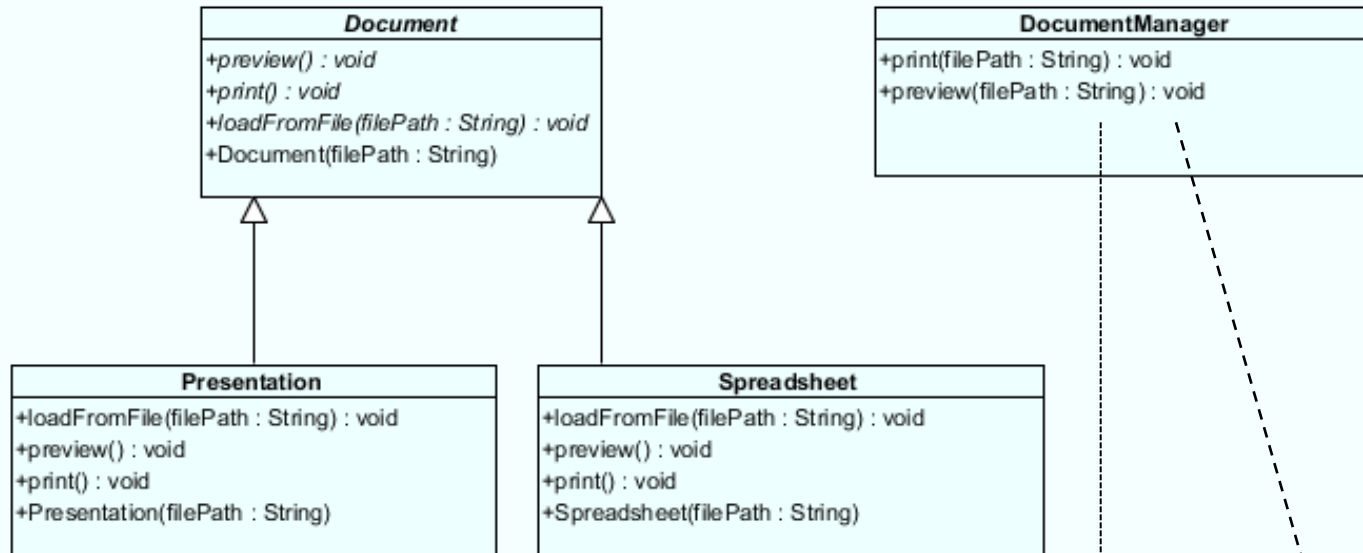 Document
+preview() : void
+print() : void
+loadFromFile(filePath : String) : void
+Document(filePath : String)
DocumentManager
+print(filePath : String) : void
+preview(filePath : String) : void
Presentation
+loadFromFile(filePath : String) : void
+preview() : void
+print() : void
+Presentation(filePath : String)
Spreadsheet
+loadFromFile(filePath : String) : void
+preview() : void
+print() : void
+Spreadsheet(filePath : String)